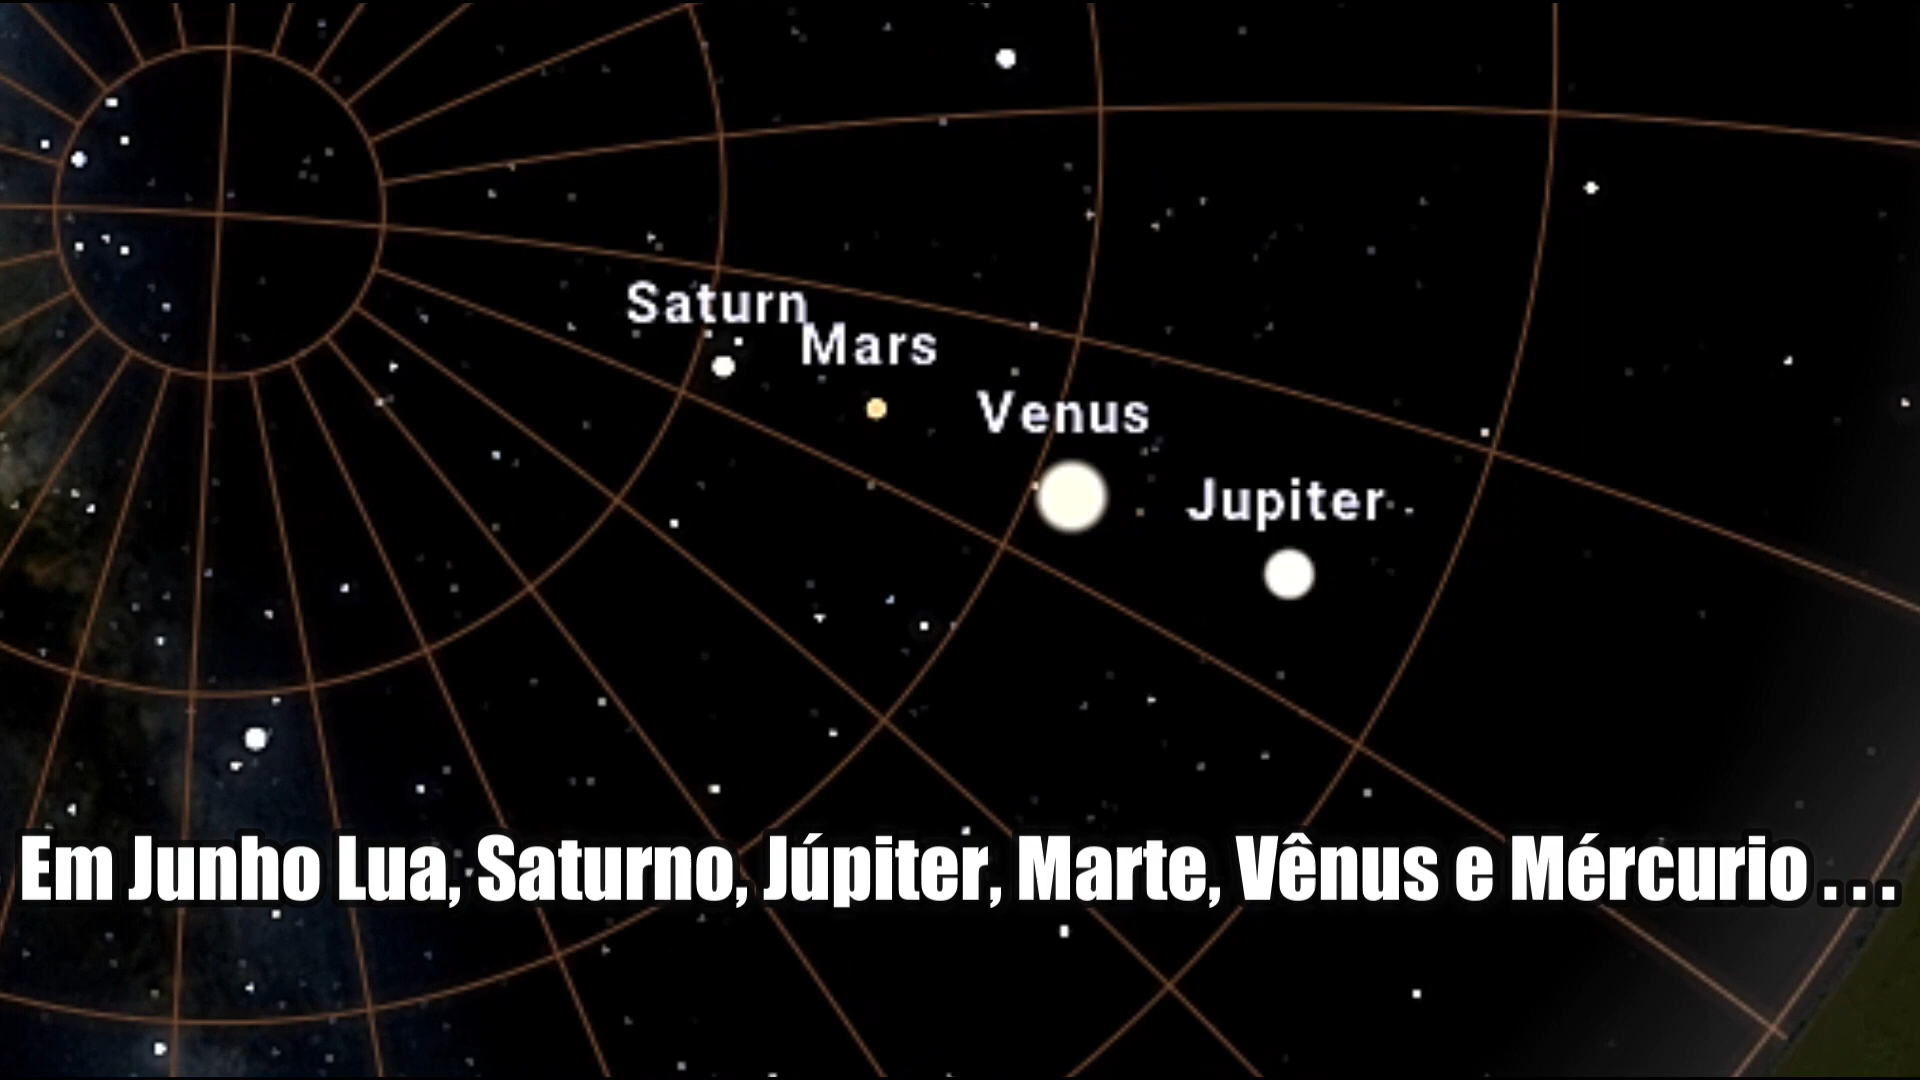 Saturn
Mars
Venus
Jupiter
Em Junho Lua, Saturno, Júpiter, Marte, Vênus e Mércurio . . .